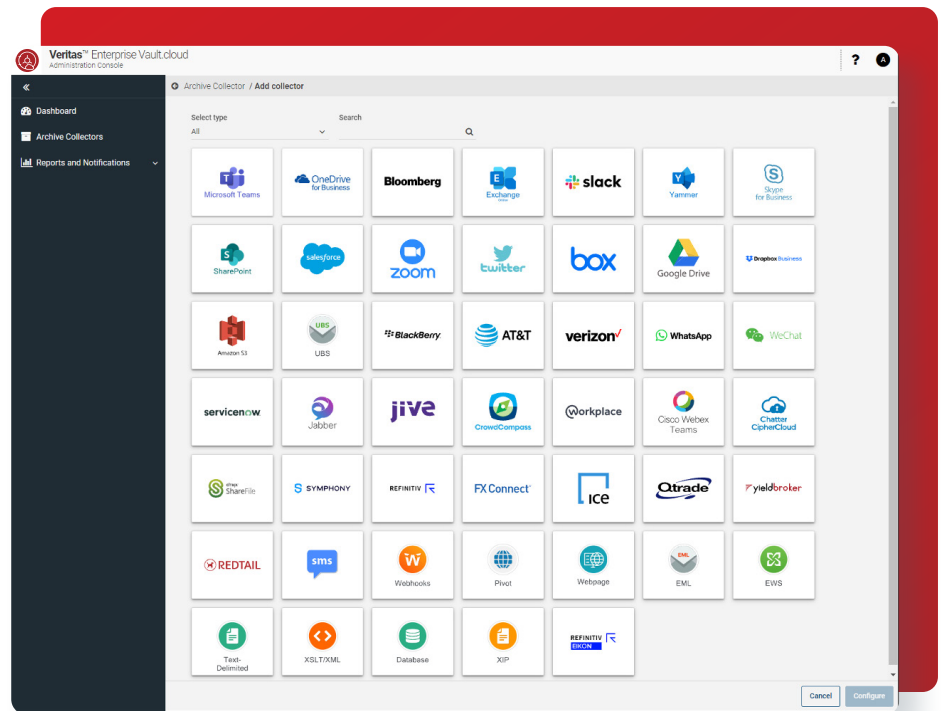 Veritas™ Enterprise Vault.cloud
Administration Console
?
A
«
Archive Collector / Add collector
Dashboard
Archive Collectors
Reports and Notifications
Select type
Search
All
Microsoft Teams
OneDrive
for Business
Bloomberg
Exchange
slack
Yammer
Skype
for Business
SharePoint
salesforce
zoom
twitter
box
Google Drive
Dropbox Business
Amazon S3
UBS
UBS
BlackBerry
AT&T
verizon✓
WhatsApp
WeChat
servicenow
Jabber
jive
CrowdCompass
Workplace
Cisco Webex
Teams
Chatter
CipherCloud
citrix
ShareFile
SYMPHONY
REFINITIV
FX Connect
ice
Qtrade
yieldbroker
REDTAIL
sms
Webhooks
Pivot
Webpage
EML
EML
EWS
Text-
Delimited
XSLT/XML
Database
XIP
REFINITIV
EIKON
Cancel
Configure